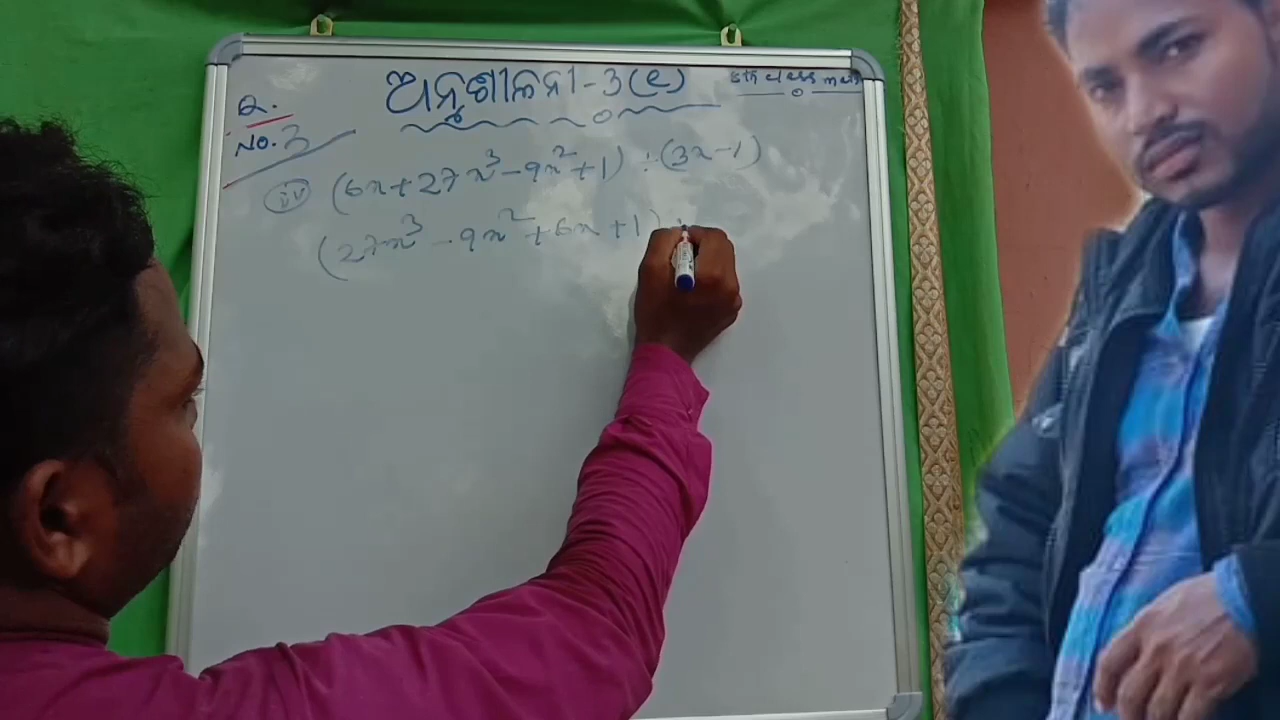 ଅନୁଶୀଳନୀ-3(e)
8th class math
Q.
NO. 3
(iv) (6x+27x³-9x²+1) ÷(3x-1)
(27x³-9x²+6x+1) ÷